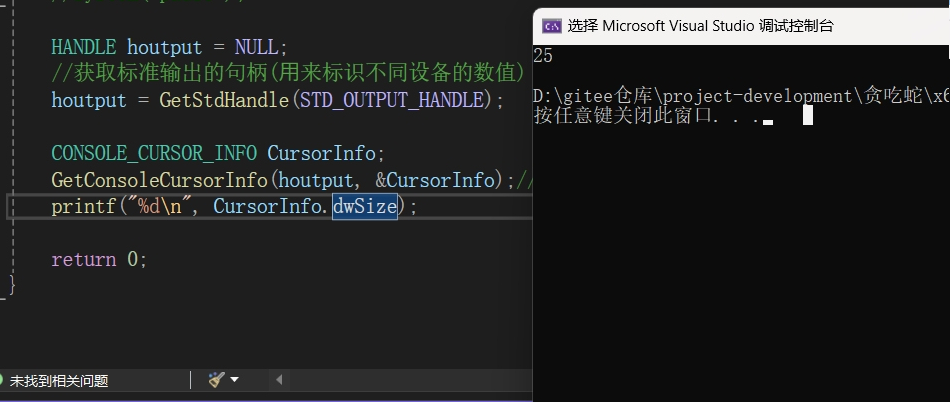 HANDLE houtput = NULL;
//获取标准输出的句柄(用来标识不同设备的数值)
houtput = GetStdHandle(STD_OUTPUT_HANDLE);
CONSOLE_CURSOR_INFO CursorInfo;
GetConsoleCursorInfo(houtput, &CursorInfo);//
printf("%d\n", CursorInfo.dwSize);
return 0;
}
未找到相关问题
C:\
选择 Microsoft Visual Studio 调试控制台
25
D:\gitee仓库\project-development\贪吃蛇\x6
按任意键关闭此窗口. . .